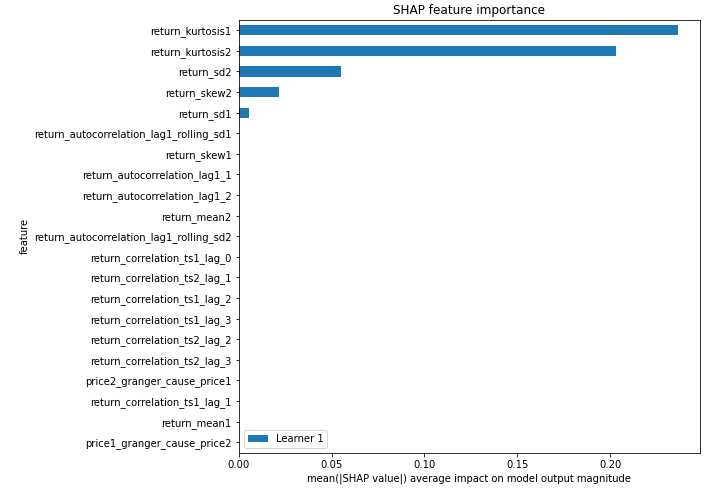 SHAP feature importance
return_kurtosis1
return_kurtosis2
return_sd2
return_skew2
return_sd1
return_autocorrelation_lag1_rolling_sd1
return_skew1
return_autocorrelation_lag1_1
return_autocorrelation_lag1_2
return_mean2
return_autocorrelation_lag1_rolling_sd2
return_correlation_ts1_lag_0
return_correlation_ts2_lag_1
return_correlation_ts1_lag_2
return_correlation_ts1_lag_3
return_correlation_ts2_lag_2
return_correlation_ts2_lag_3
price2_granger_cause_price1
return_correlation_ts1_lag_1
return_mean1
price1_granger_cause_price2
feature
Learner 1
0.00 0.05 0.10 0.15 0.20
mean(|SHAP value|) average impact on model output magnitude